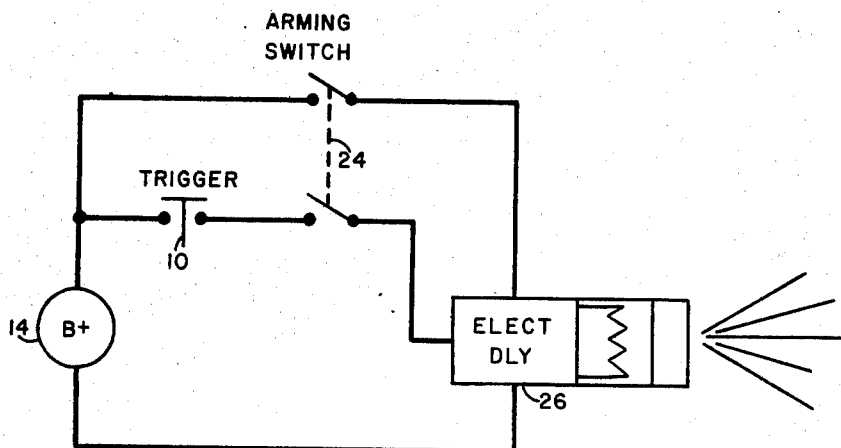 ARMING
SWITCH
24
TRIGGER
10
14
B+
ELECT
DLY
26